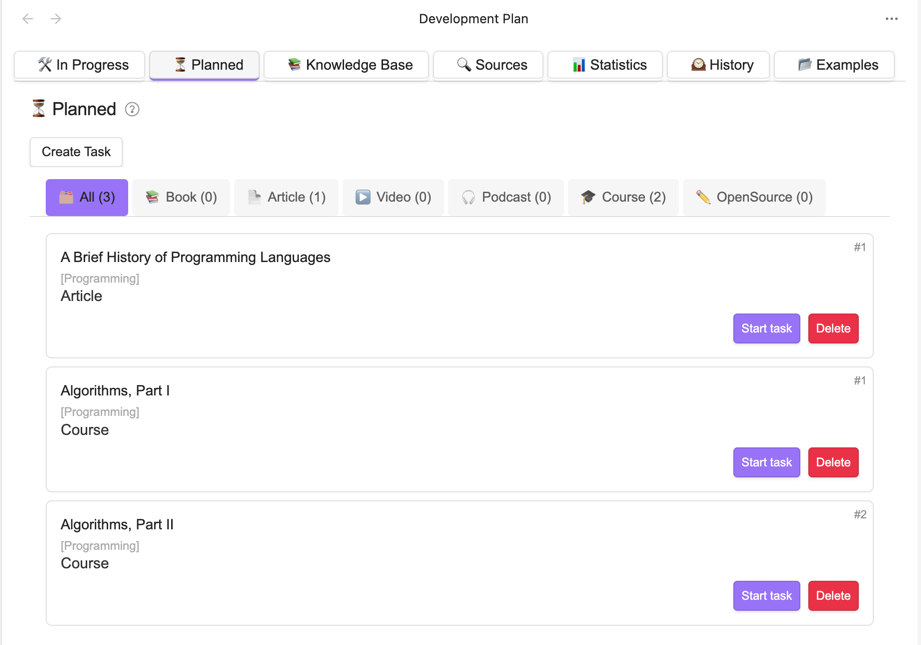 Development Plan
In Progress
Planned
Knowledge Base
Sources
Statistics
History
Examples
Planned ?
Create Task
All (3)
Book (0)
Article (1)
Video (0)
Podcast (0)
Course (2)
OpenSource (0)
#1
A Brief History of Programming Languages
[Programming]
Article
Start task
Delete
#1
Algorithms, Part I
[Programming]
Course
Start task
Delete
#2
Algorithms, Part II
[Programming]
Course
Start task
Delete